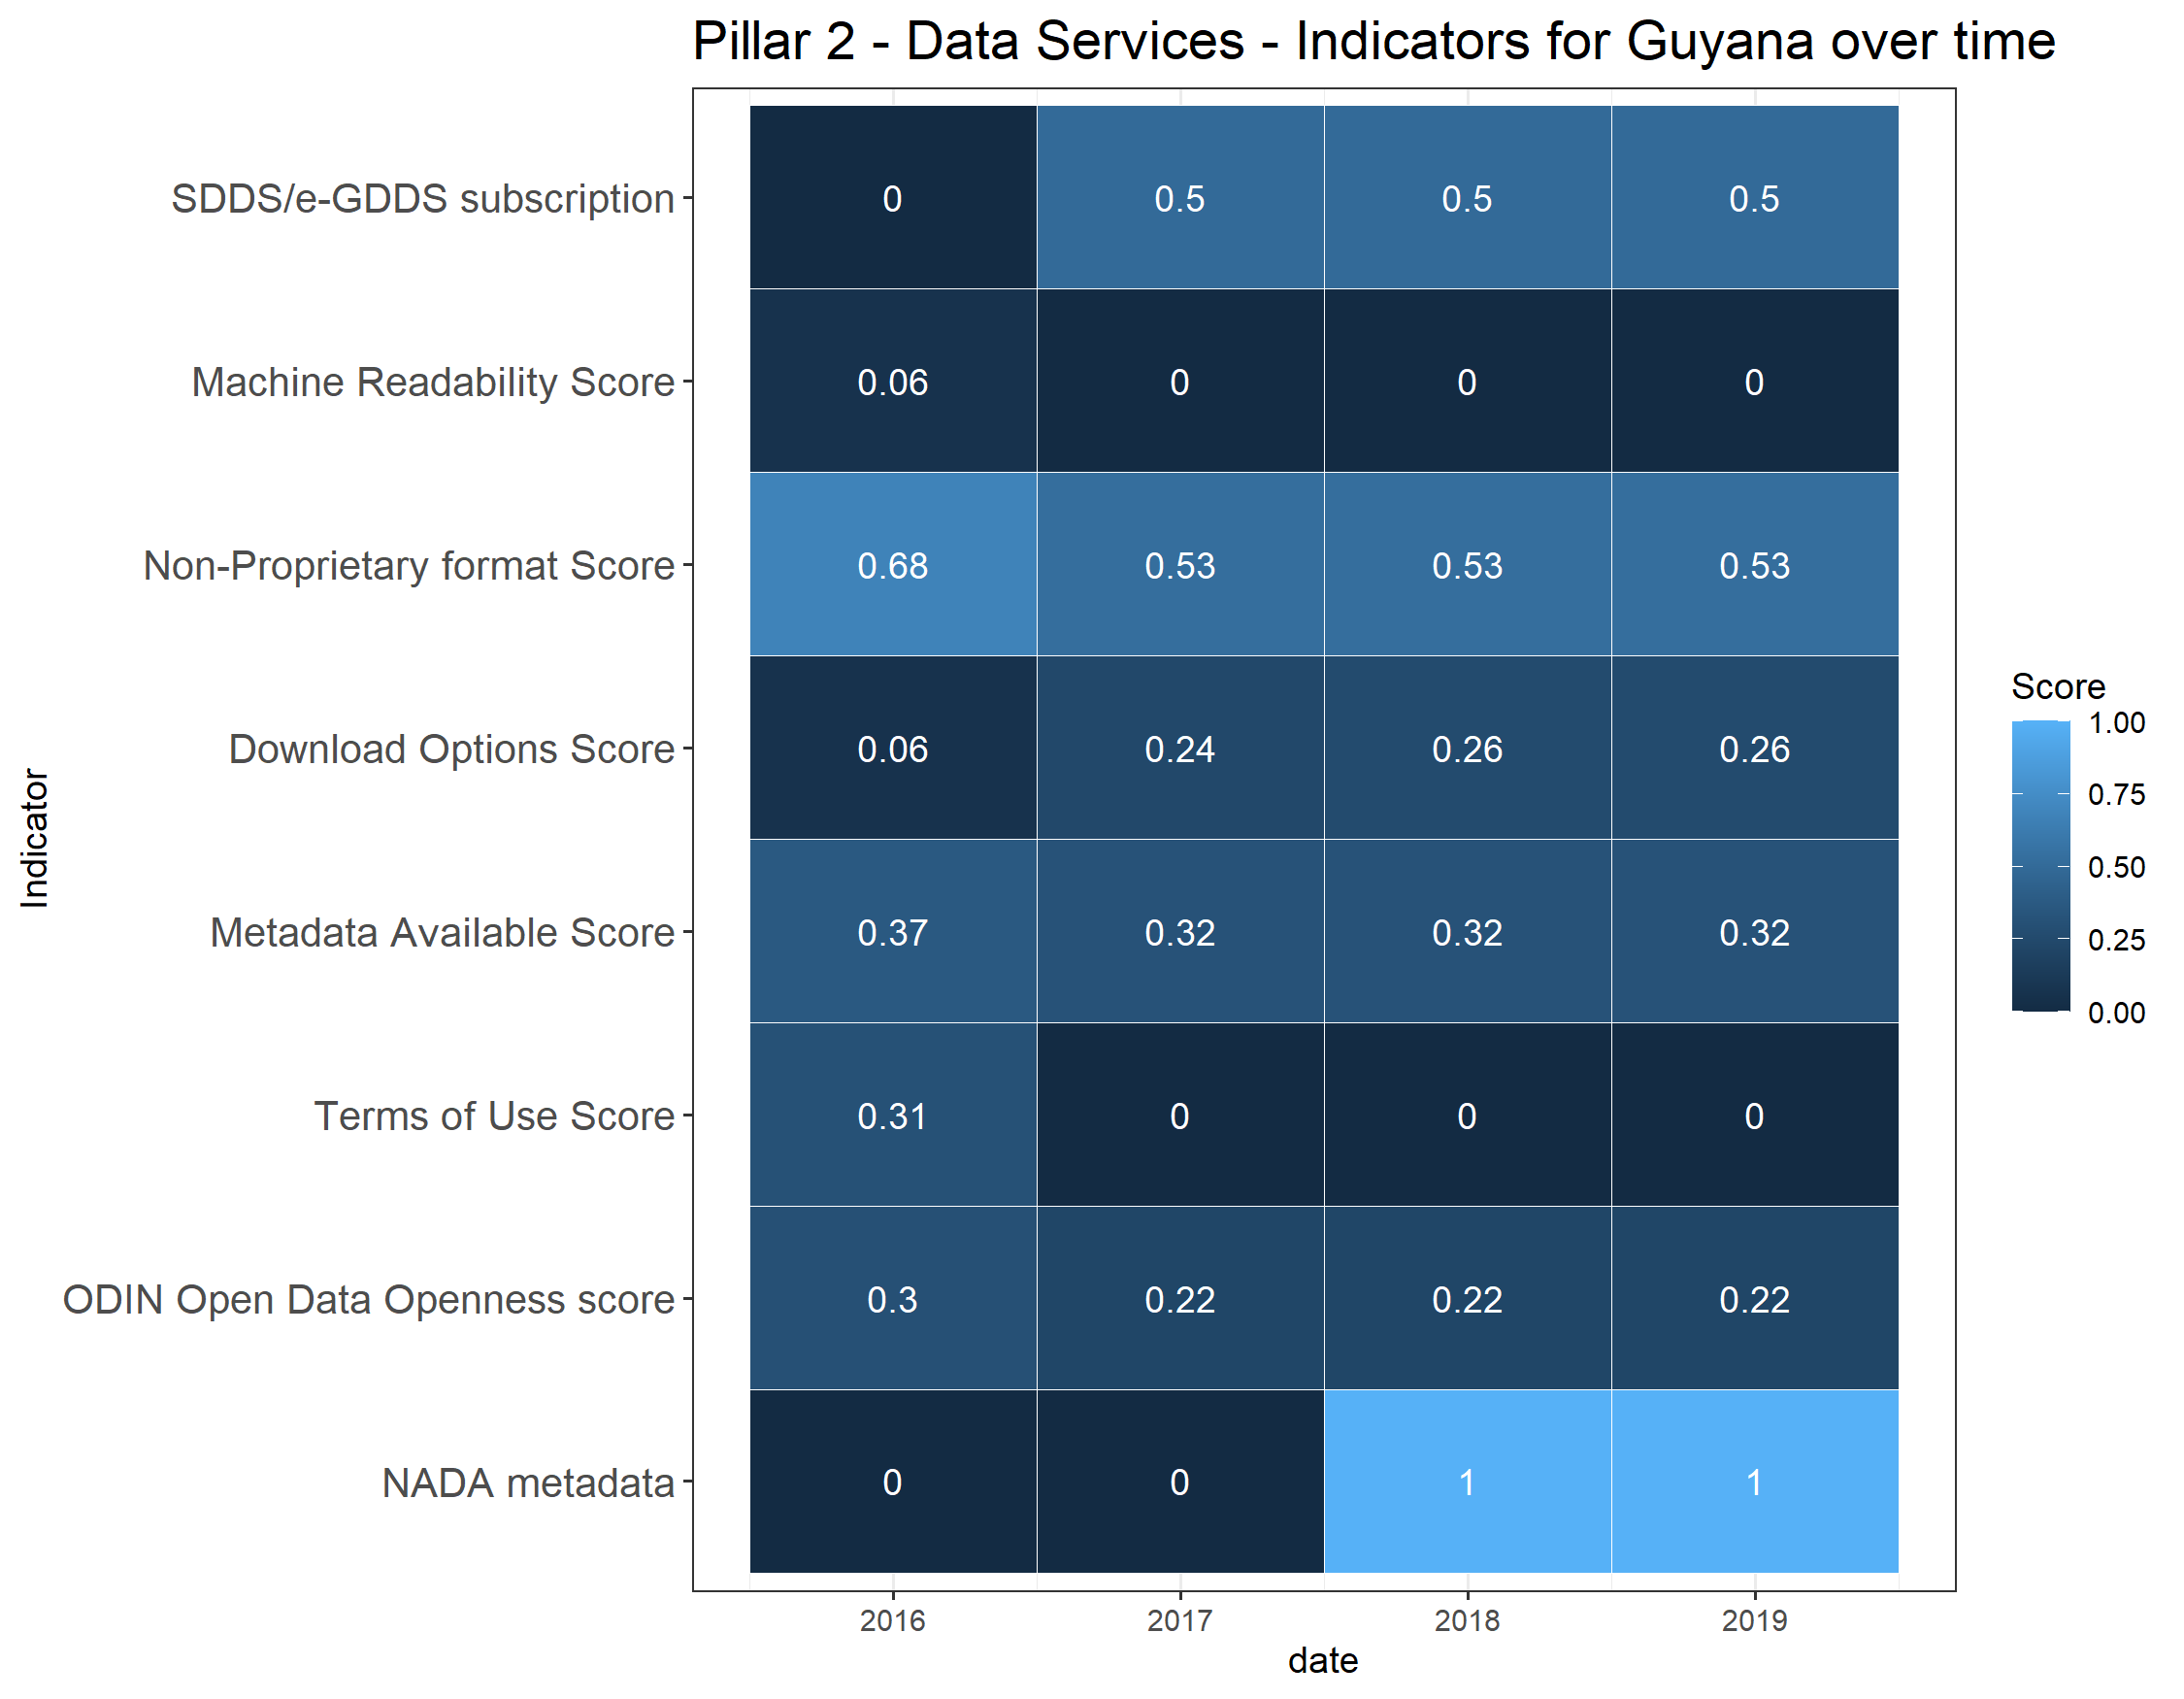 Pillar 2 - Data Services - Indicators for Guyana over time
SDDS/e-GDDS subscription 0 0.5 0.5 0.5
Machine Readability Score 0.06 0 0 0
Non-Proprietary format Score 0.68 0.53 0.53 0.53
Download Options Score 0.06 0.24 0.26 0.26
Metadata Available Score 0.37 0.32 0.32 0.32
Terms of Use Score 0.31 0 0 0
ODIN Open Data Openness score 0.3 0.22 0.22 0.22
NADA metadata 0 0 1 1
2016 2017 2018 2019
date
Indicator
Score
1.00
0.75
0.50
0.25
0.00